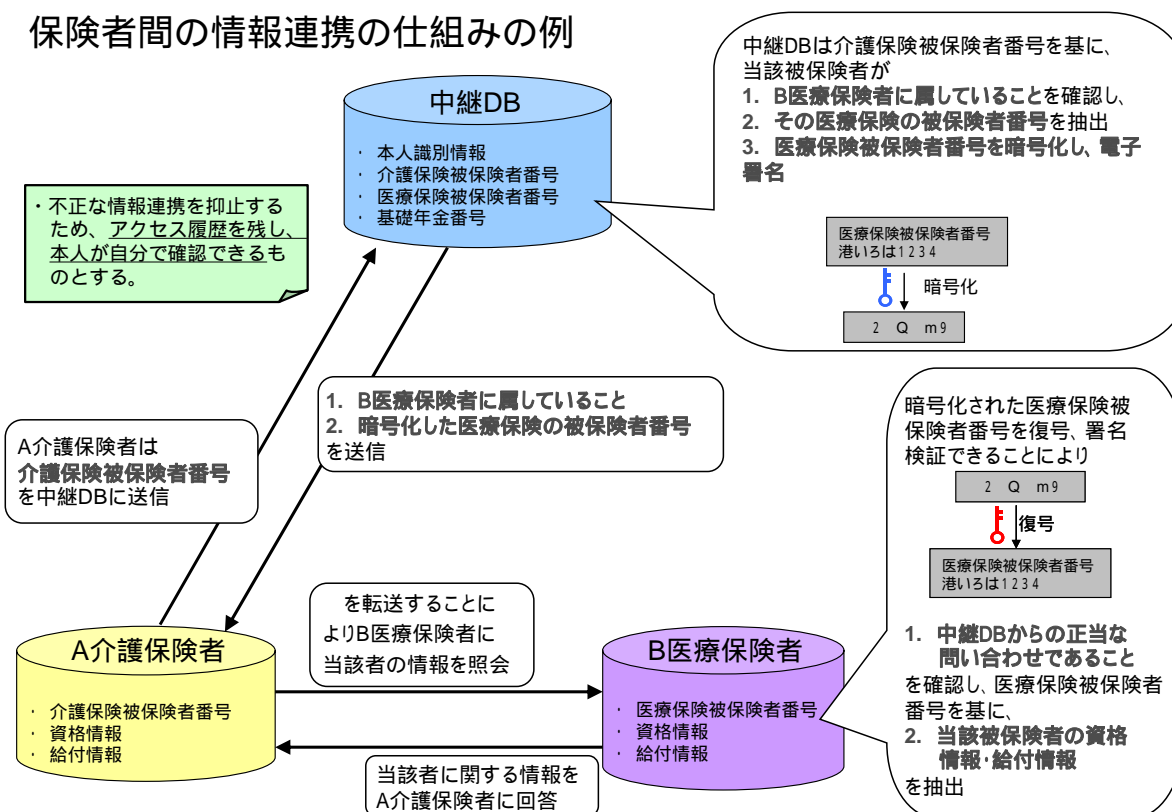 保険者間の情報連携の仕組みの例
中継DB
· 本人識別情報
· 介護保険被保険者番号
· 医療保険被保険者番号
· 基礎年金番号
中継DBは介護保険被保険者番号を基に、
当該被保険者が
1. B医療保険者に属していることを確認し、
2. その医療保険の被保険者番号を抽出
3. 医療保険被保険者番号を暗号化し、電子
署名
医療保険被保険者番号
港いろは1234
暗号化
2 Q m9
・不正な情報連携を抑止する
ため、アクセス履歴を残し、
本人が自分で確認できるも
のとする。
1. B医療保険者に属していること
2. 暗号化した医療保険の被保険者番号
を送信
A介護保険者は
介護保険被保険者番号
を中継DBに送信
暗号化された医療保険被
保険者番号を復号、署名
検証できることにより
2 Q m9
復号
医療保険被保険者番号
港いろは1234
1. 中継DBからの正当な
問い合わせであること
を確認し、医療保険被保険者
番号を基に、
2. 当該被保険者の資格
情報・給付情報
を抽出
を転送することに
よりB医療保険者に
当該者の情報を照会
A介護保険者
· 介護保険被保険者番号
· 資格情報
· 給付情報
B医療保険者
· 医療保険被保険者番号
· 資格情報
· 給付情報
当該者に関する情報を
A介護保険者に回答